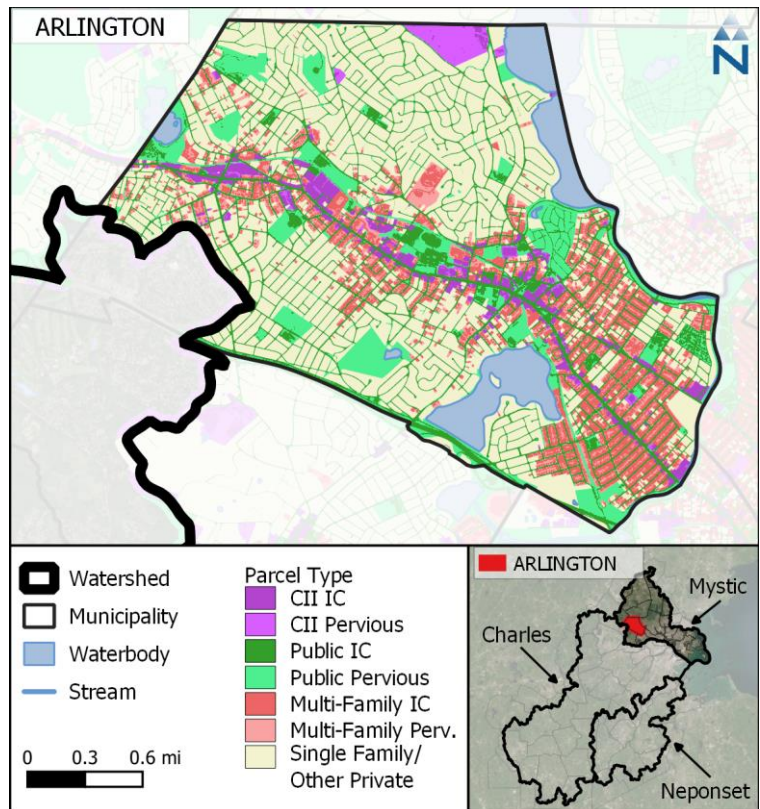 ARLINGTON
N
Watershed
Municipality
Waterbody
Stream
0 0.3 0.6 mi
Parcel Type
CII IC
CII Pervious
Public IC
Public Pervious
Multi-Family IC
Multi-Family Perv.
Single Family/
Other Private
ARLINGTON
Mystic
Charles
Neponset